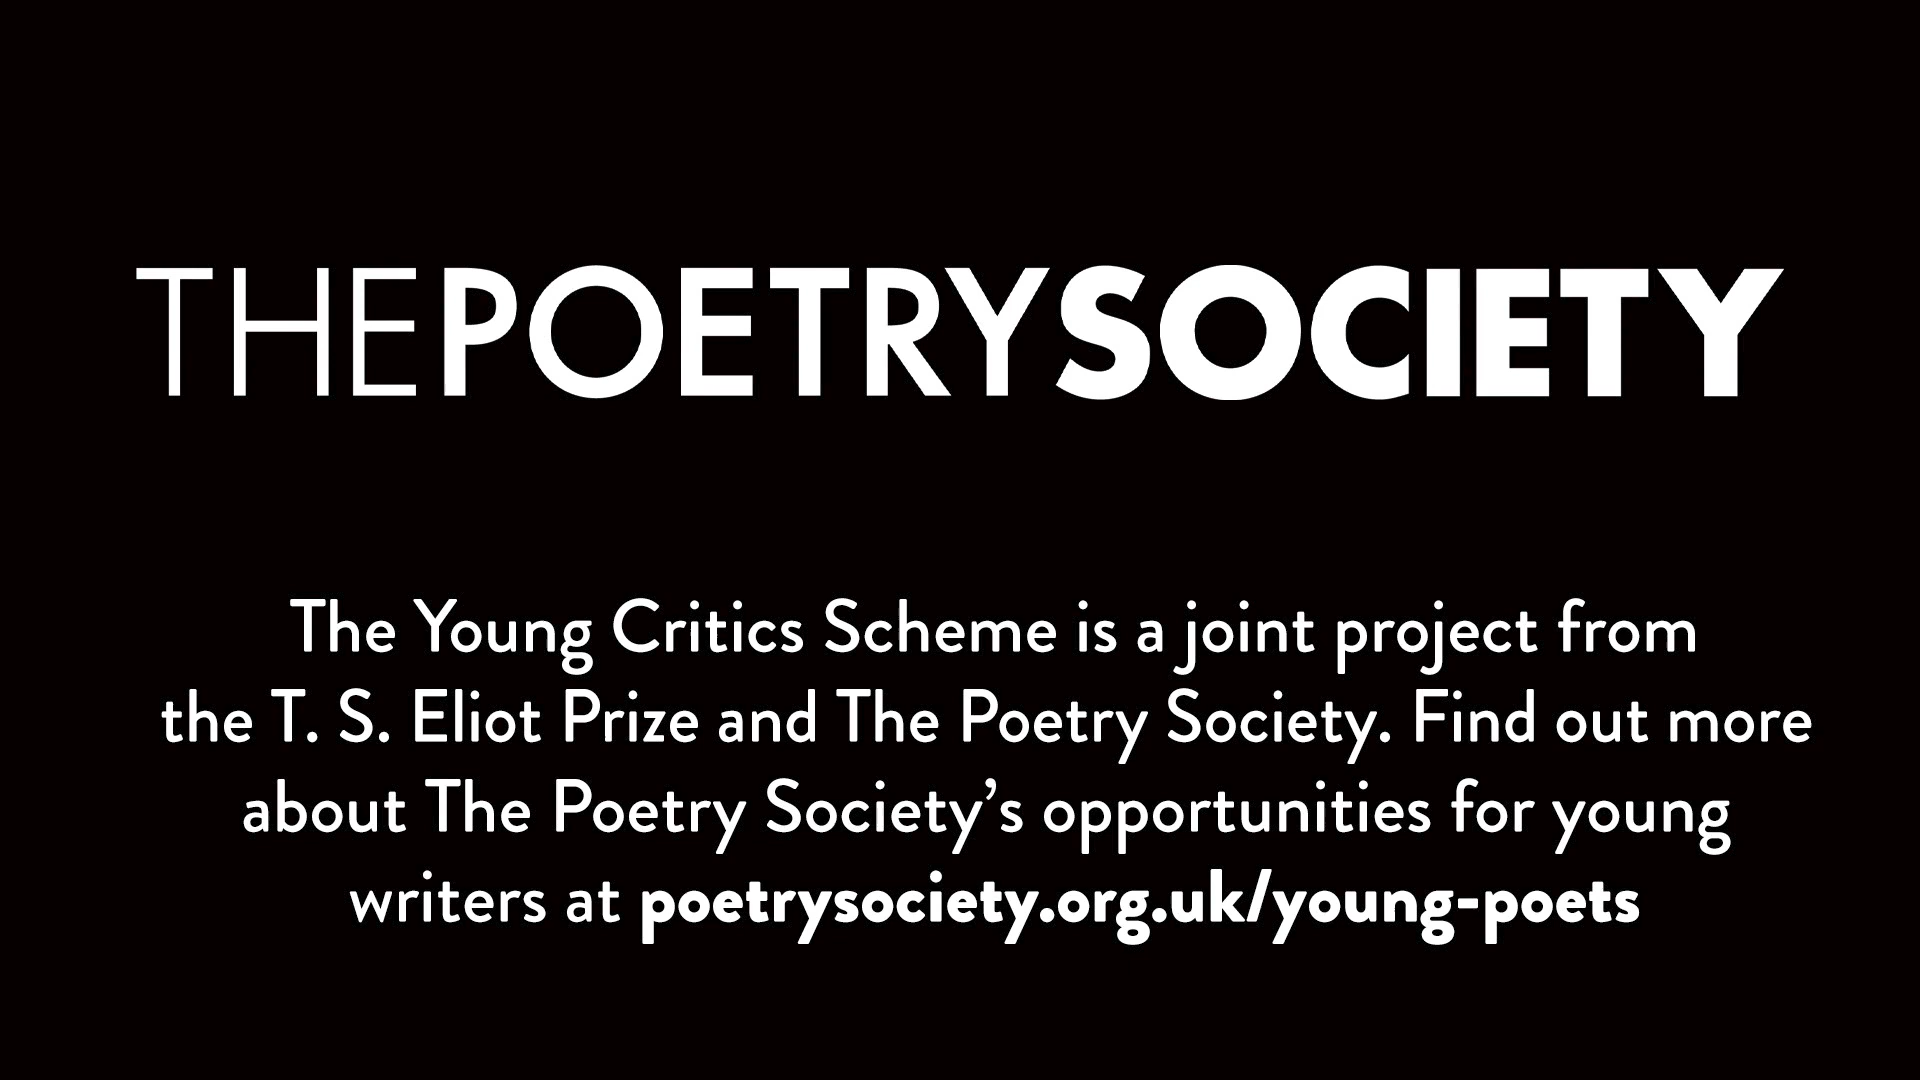 THEPOETRYSOCIETY
The Young Critics Scheme is a joint project from
the T. S. Eliot Prize and The Poetry Society. Find out more
about The Poetry Society’s opportunities for young
writers at poetrysociety.org.uk/young-poets